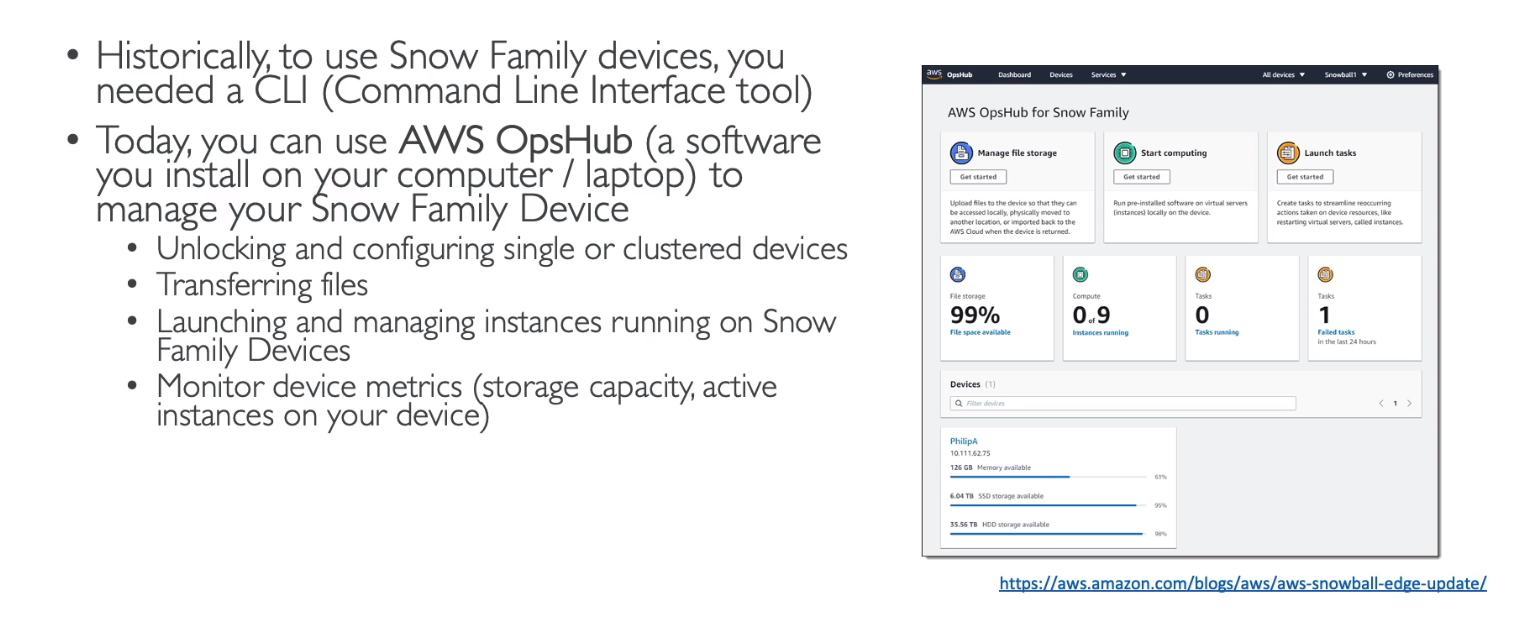 • Historically, to use Snow Family devices, you
needed a CLI (Command Line Interface tool)
• Today, you can use AWS OpsHub (a software
you install on your computer / laptop) to
manage your Snow Family Device
• Unlocking and configuring single or clustered devices
• Transferring files
• Launching and managing instances running on Snow
Family Devices
• Monitor device metrics (storage capacity, active
instances on your device)
aws OpsHub Dashboard Devices Services All devices Snowball1 Preferences
AWS OpsHub for Snow Family
Manage file storage
Get started
Upload files to the device so that they can
be accessed locally, physically moved to
another location, or imported back to the
AWS Cloud when the device is returned.
Start computing
Get started
Run pre-installed software on virtual servers
(instances) locally on the device.
Launch tasks
Get started
Create tasks to streamline reoccurring
actions taken on device resources, like
restarting virtual servers, called instances.
File storage
99%
File space available
Compute
0 of 9
Instances running
Tasks
0
Tasks running
Tasks
1
Failed tasks
in the last 24 hours
Devices (1)
Filter devices
< 1 >
PhilipA
10.111.62.75
126 GB Memory available
61%
6.04 TB SSD storage available
95%
35.56 TB HDD storage available
98%
https://aws.amazon.com/blogs/aws/aws-snowball-edge-update/